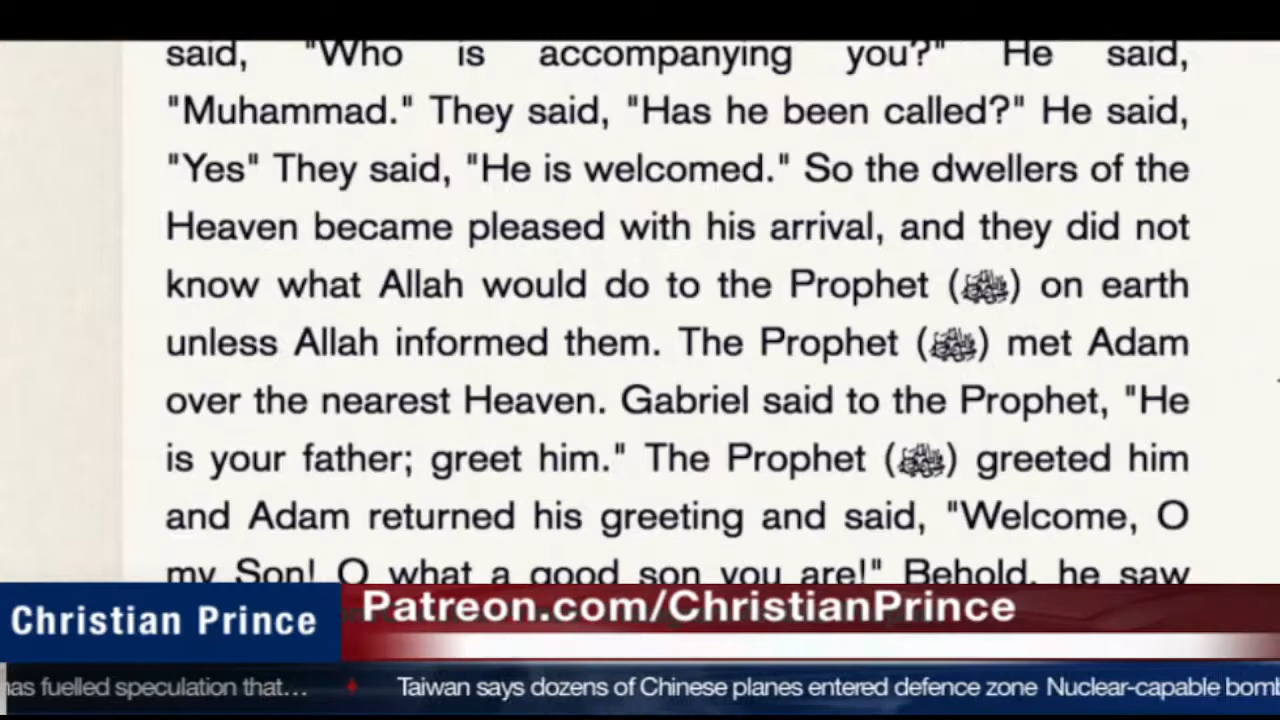 said, "Who is accompanying you?" He said,
"Muhammad." They said, "Has he been called?" He said,
"Yes" They said, "He is welcomed." So the dwellers of the
Heaven became pleased with his arrival, and they did not
know what Allah would do to the Prophet (ﷺ) on earth
unless Allah informed them. The Prophet (ﷺ) met Adam
over the nearest Heaven. Gabriel said to the Prophet, "He
is your father; greet him." The Prophet (ﷺ) greeted him
and Adam returned his greeting and said, "Welcome, O
my Son! O what a good son you are!" Behold, he saw
Christian Prince
Patreon.com/ChristianPrince
has fuelled speculation that... Taiwan says dozens of Chinese planes entered defence zone Nuclear-capable bomb